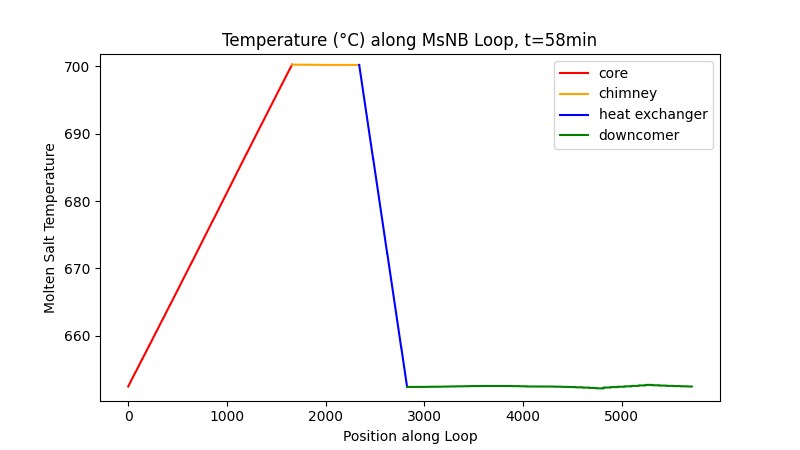 Temperature (°C) along MsNB Loop, t=58min
Molten Salt Temperature
700
690
680
670
660
core
chimney
heat exchanger
downcomer
0
1000
2000
3000
4000
5000
Position along Loop